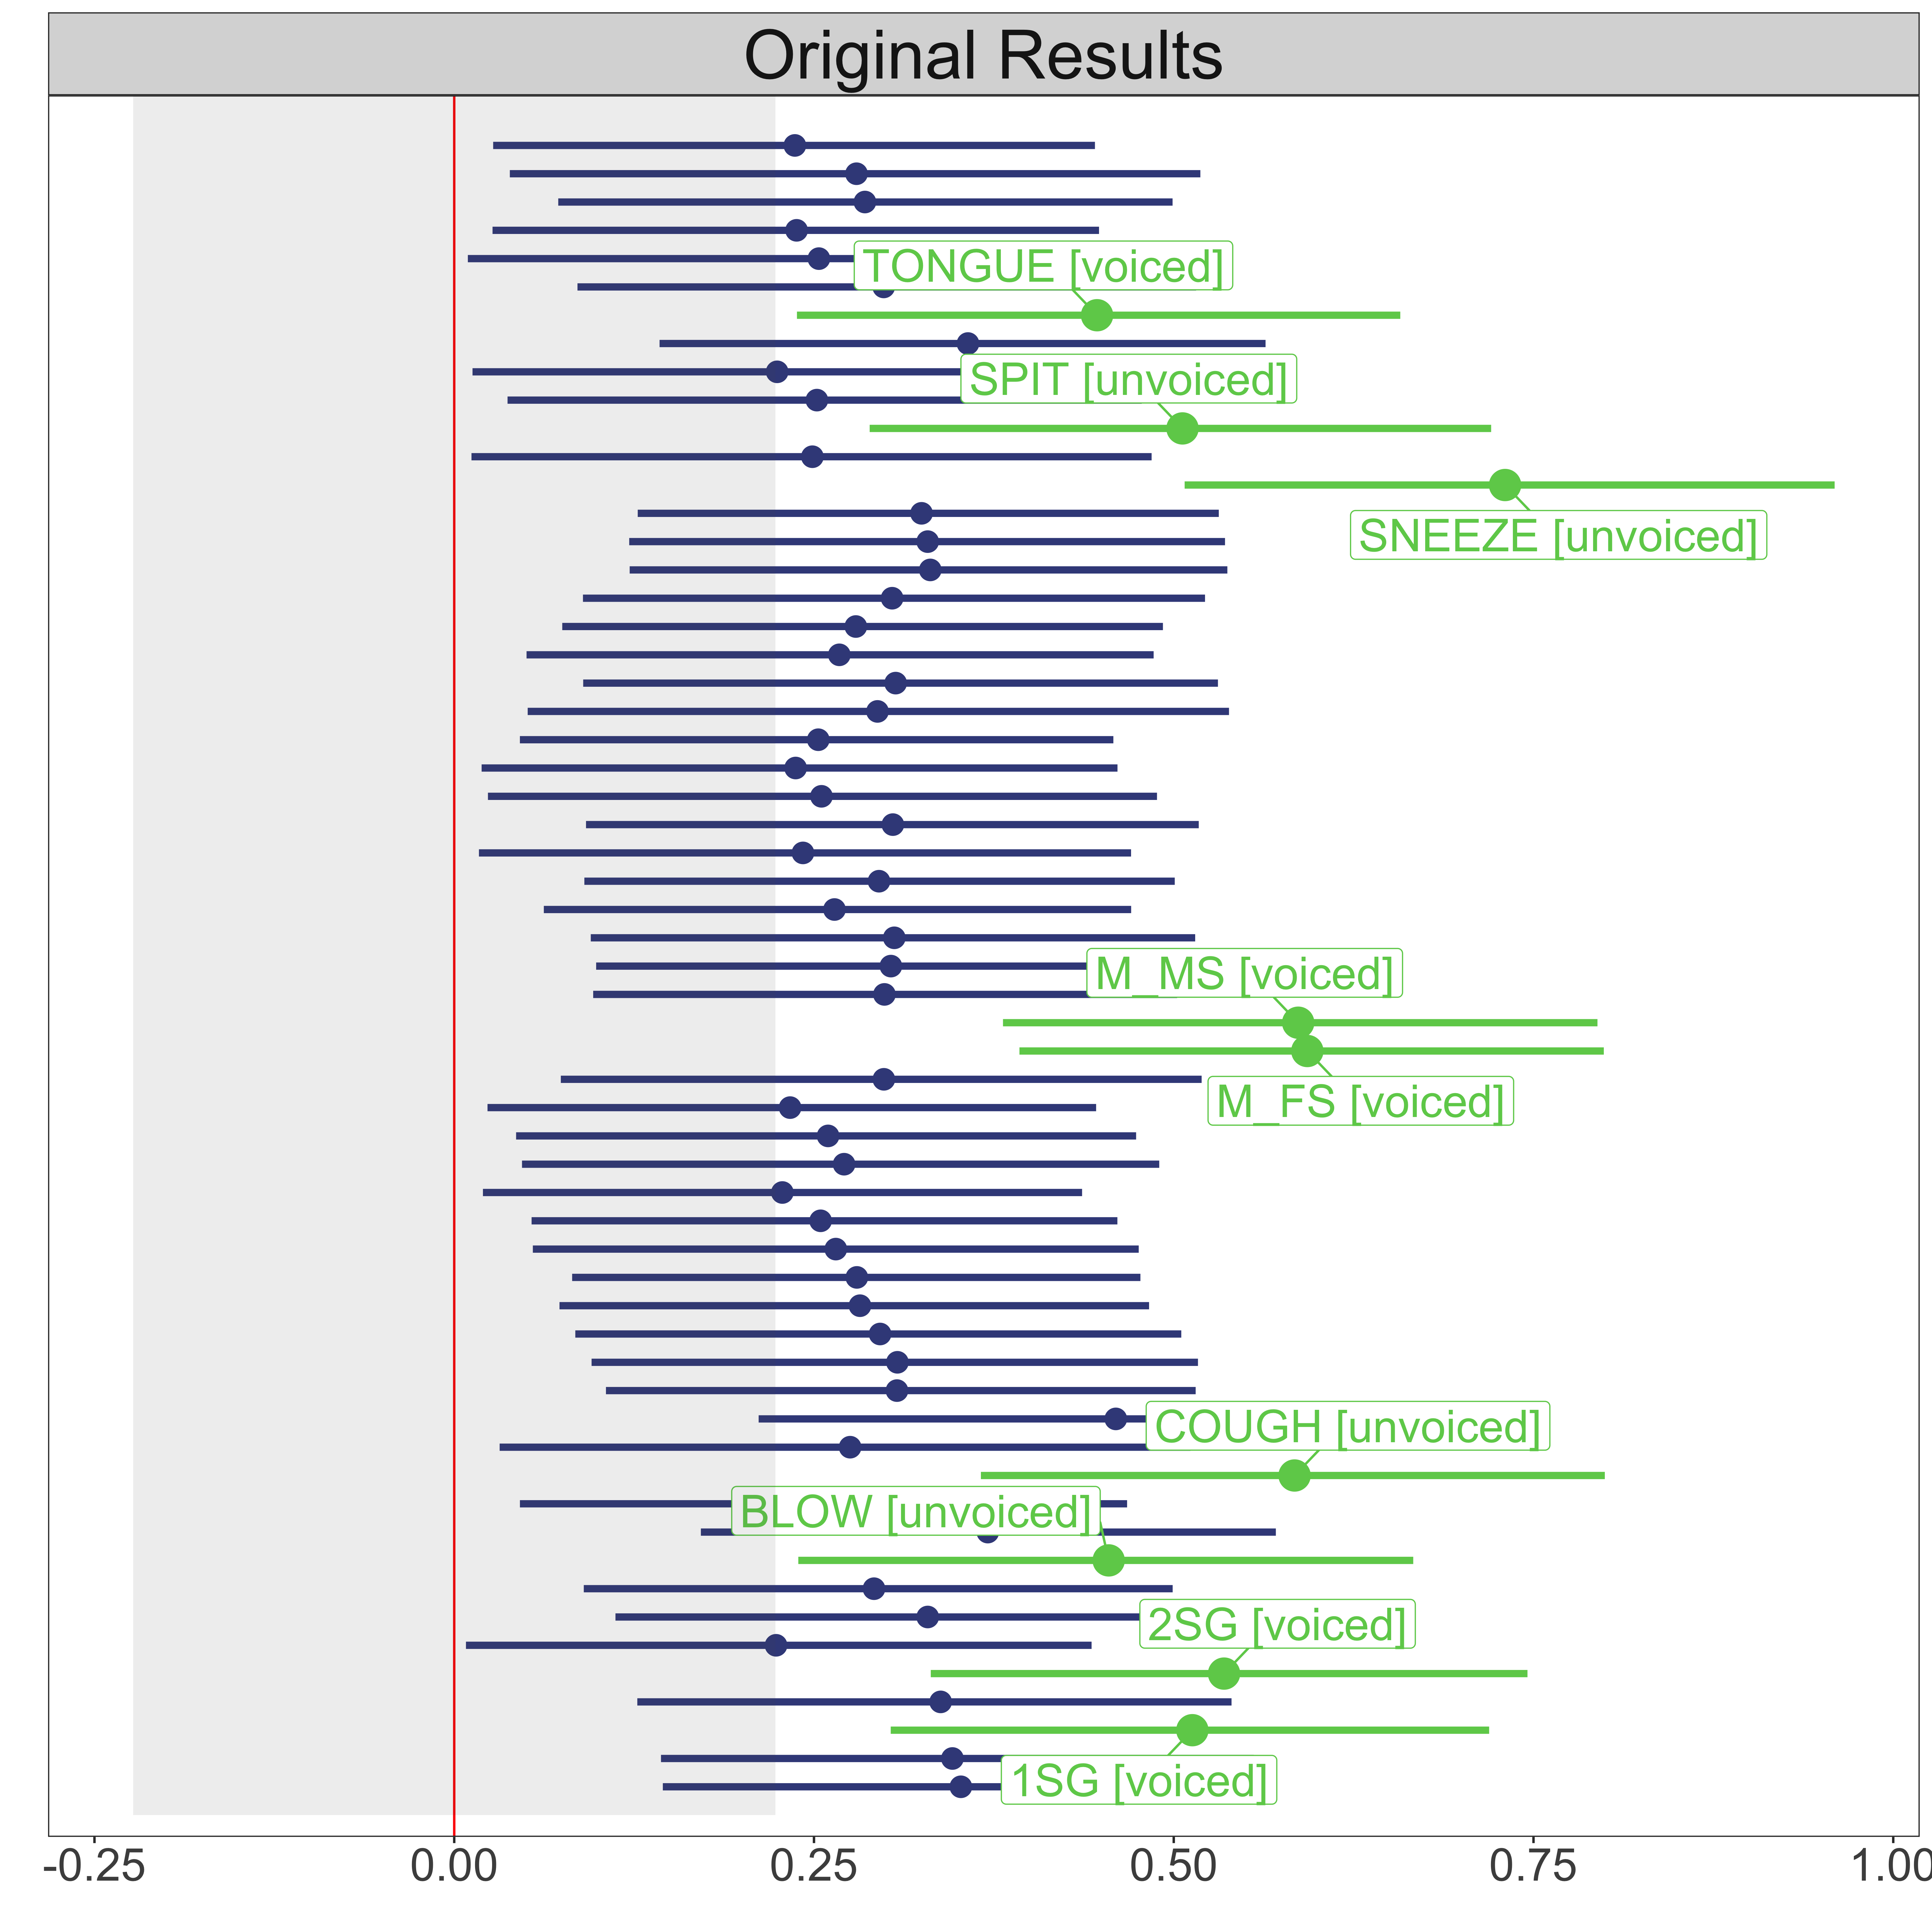 Original Results
TONGUE [voiced]
SPIT [unvoiced]
SNEEZE [unvoiced]
M_MS [voiced]
M_FS [voiced]
COUGH [unvoiced]
BLOW [unvoiced]
2SG [voiced]
1SG [voiced]
-0.25 0.00 0.25 0.50 0.75 1.00